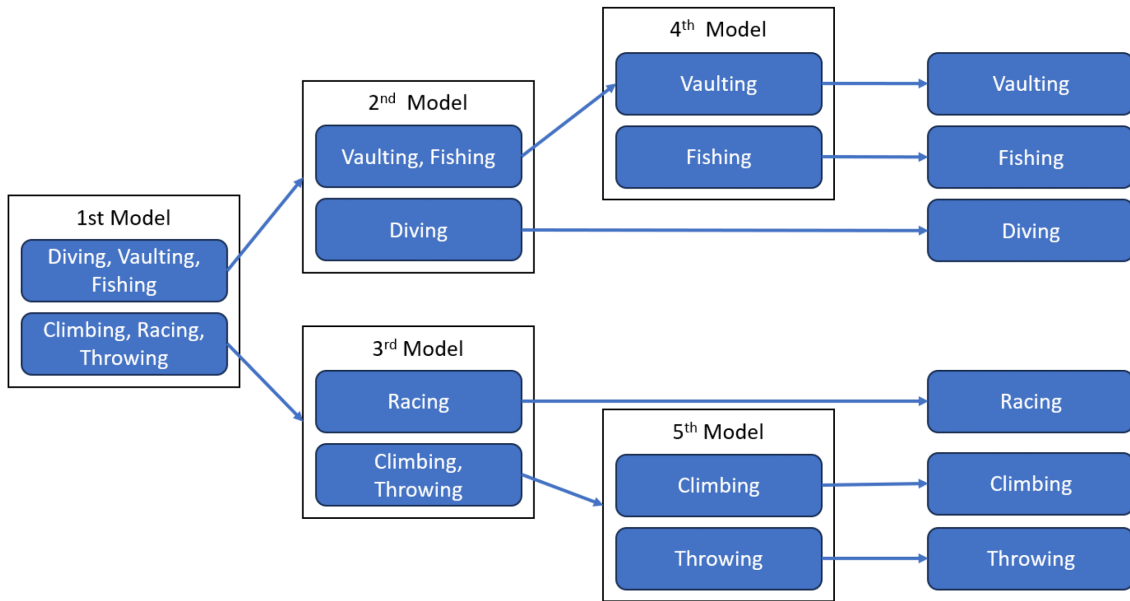 1st Model
Diving, Vaulting,
Fishing
Climbing, Racing,
Throwing
2nd Model
Vaulting, Fishing
Diving
3rd Model
Racing
Climbing,
Throwing
4th Model
Vaulting
Fishing
5th Model
Climbing
Throwing
Vaulting
Fishing
Diving
Racing
Climbing
Throwing